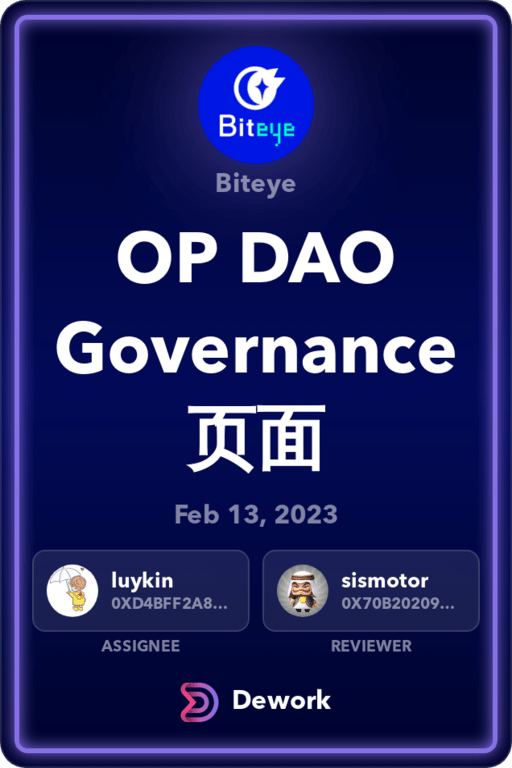 Biteye
Biteye
OP DAO
Governance
页面
Feb 13, 2023
luykin
0XD4BFF2A8...
ASSIGNEE
sismotor
0X70B20209...
REVIEWER
Dework